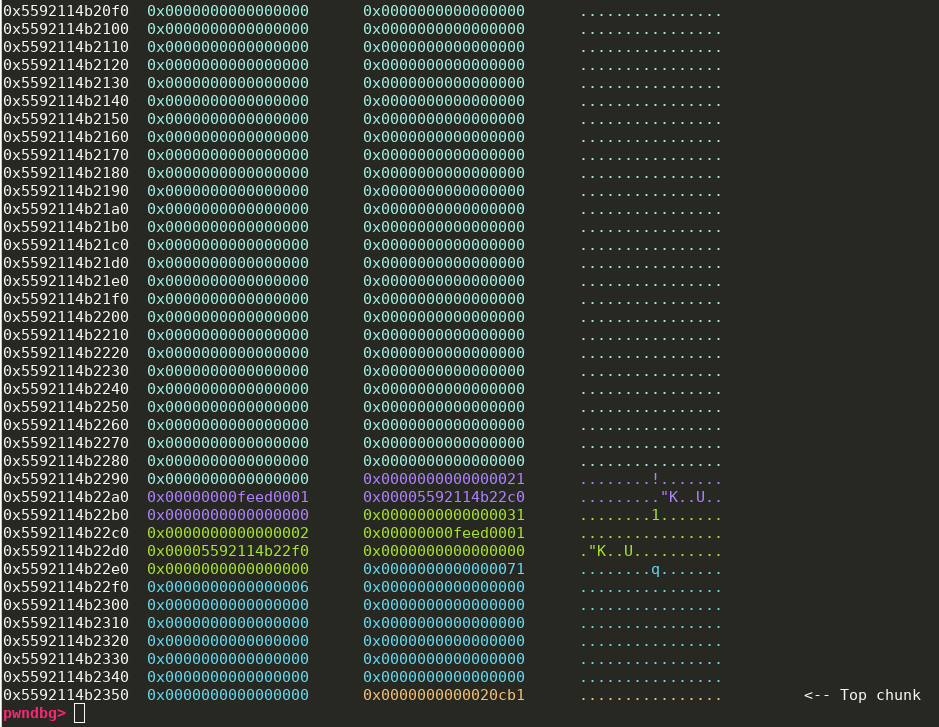 0x5592114b20f0 0x0000000000000000 0x0000000000000000 ................
0x5592114b2100 0x0000000000000000 0x0000000000000000 ................
0x5592114b2110 0x0000000000000000 0x0000000000000000 ................
0x5592114b2120 0x0000000000000000 0x0000000000000000 ................
0x5592114b2130 0x0000000000000000 0x0000000000000000 ................
0x5592114b2140 0x0000000000000000 0x0000000000000000 ................
0x5592114b2150 0x0000000000000000 0x0000000000000000 ................
0x5592114b2160 0x0000000000000000 0x0000000000000000 ................
0x5592114b2170 0x0000000000000000 0x0000000000000000 ................
0x5592114b2180 0x0000000000000000 0x0000000000000000 ................
0x5592114b2190 0x0000000000000000 0x0000000000000000 ................
0x5592114b21a0 0x0000000000000000 0x0000000000000000 ................
0x5592114b21b0 0x0000000000000000 0x0000000000000000 ................
0x5592114b21c0 0x0000000000000000 0x0000000000000000 ................
0x5592114b21d0 0x0000000000000000 0x0000000000000000 ................
0x5592114b21e0 0x0000000000000000 0x0000000000000000 ................
0x5592114b21f0 0x0000000000000000 0x0000000000000000 ................
0x5592114b2200 0x0000000000000000 0x0000000000000000 ................
0x5592114b2210 0x0000000000000000 0x0000000000000000 ................
0x5592114b2220 0x0000000000000000 0x0000000000000000 ................
0x5592114b2230 0x0000000000000000 0x0000000000000000 ................
0x5592114b2240 0x0000000000000000 0x0000000000000000 ................
0x5592114b2250 0x0000000000000000 0x0000000000000000 ................
0x5592114b2260 0x0000000000000000 0x0000000000000000 ................
0x5592114b2270 0x0000000000000000 0x0000000000000000 ................
0x5592114b2280 0x0000000000000000 0x0000000000000000 ................
0x5592114b2290 0x0000000000000000 0x0000000000000021 ........!.......
0x5592114b22a0 0x00000000feed0001 0x00005592114b22c0 ........."K..U..
0x5592114b22b0 0x0000000000000000 0x0000000000000031 ........1.......
0x5592114b22c0 0x0000000000000002 0x00000000feed0001 ................
0x5592114b22d0 0x00005592114b22f0 0x0000000000000000 ."K..U..........
0x5592114b22e0 0x0000000000000000 0x0000000000000071 ........q.......
0x5592114b22f0 0x0000000000000006 0x0000000000000000 ................
0x5592114b2300 0x0000000000000000 0x0000000000000000 ................
0x5592114b2310 0x0000000000000000 0x0000000000000000 ................
0x5592114b2320 0x0000000000000000 0x0000000000000000 ................
0x5592114b2330 0x0000000000000000 0x0000000000000000 ................
0x5592114b2340 0x0000000000000000 0x0000000000000000 ................
0x5592114b2350 0x0000000000000000 0x0000000000020cb1 ................ <-- Top chunk
pwndbg>